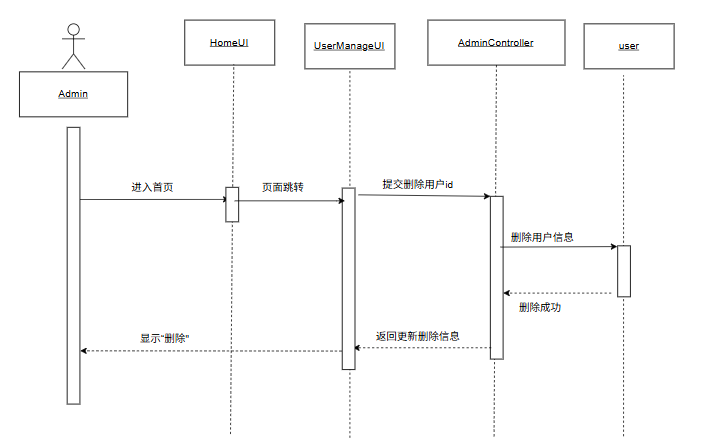 HomeUI
UserManageUI
AdminController
user
Admin
进入首页
页面跳转
提交删除用户id
删除用户信息
删除成功
返回更新删除信息
显示"删除"